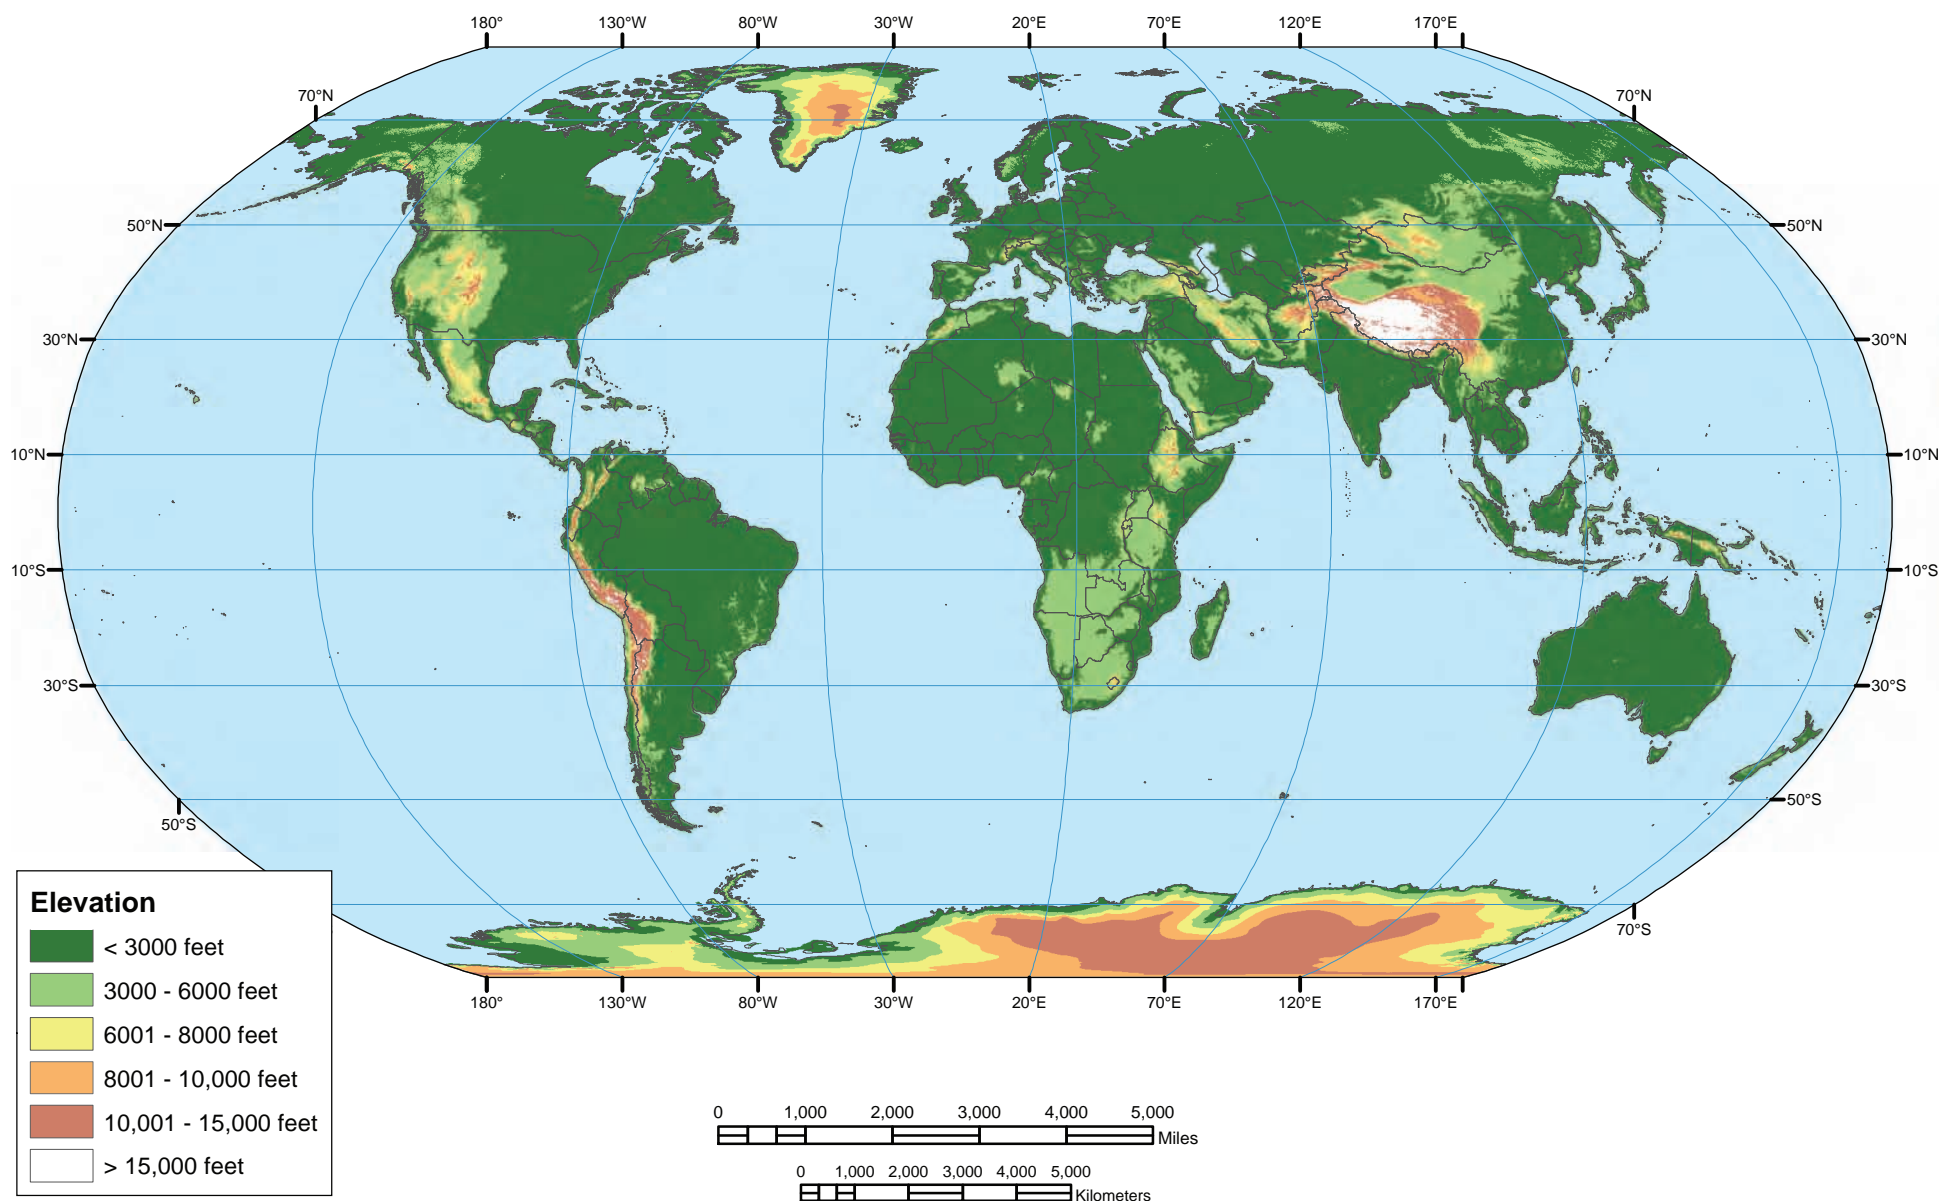 180° 130°W 80°W 30°W 20°E 70°E 120°E 170°E
70°N 70°N
50°N 50°N
30°N 30°N
10°N 10°N
10°S 10°S
30°S 30°S
50°S 50°S
70°S
180° 130°W 80°W 30°W 20°E 70°E 120°E 170°E
Elevation
< 3000 feet
3000 - 6000 feet
6001 - 8000 feet
8001 - 10,000 feet
10,001 - 15,000 feet
> 15,000 feet
0 1,000 2,000 3,000 4,000 5,000
Miles
0 1,000 2,000 3,000 4,000 5,000
Kilometers